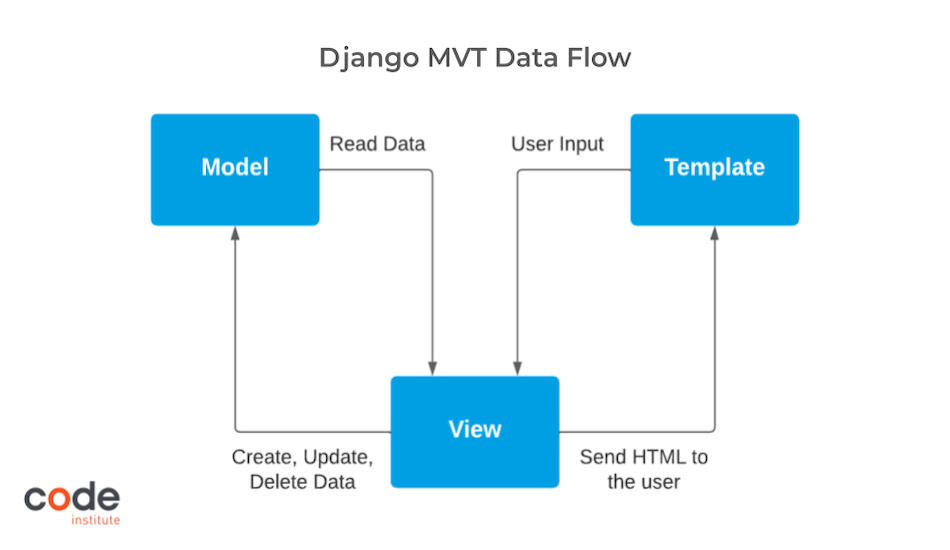 Django MVT Data Flow
Model
Read Data
User Input
Template
View
Create, Update,
Delete Data
Send HTML to
the user
code
institute